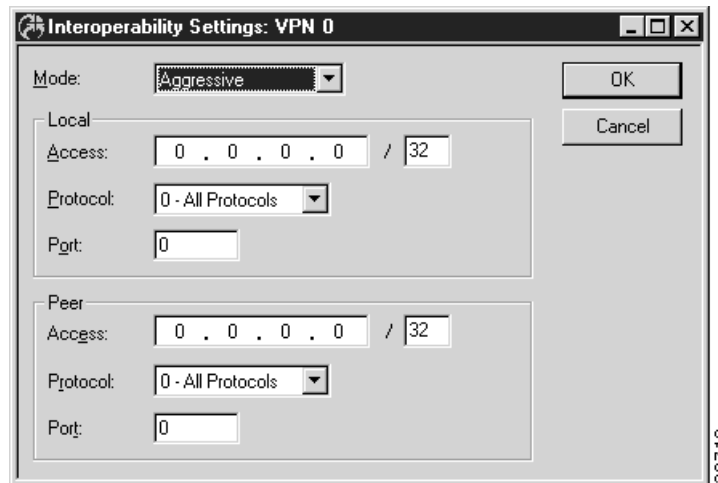 Interoperability Settings: VPN 0
Mode: Aggressive
OK
Cancel
Local
Access: 0 . 0 . 0 . 0 / 32
Protocol: 0 - All Protocols
Port: 0
Peer
Access: 0 . 0 . 0 . 0 / 32
Protocol: 0 - All Protocols
Port: 0